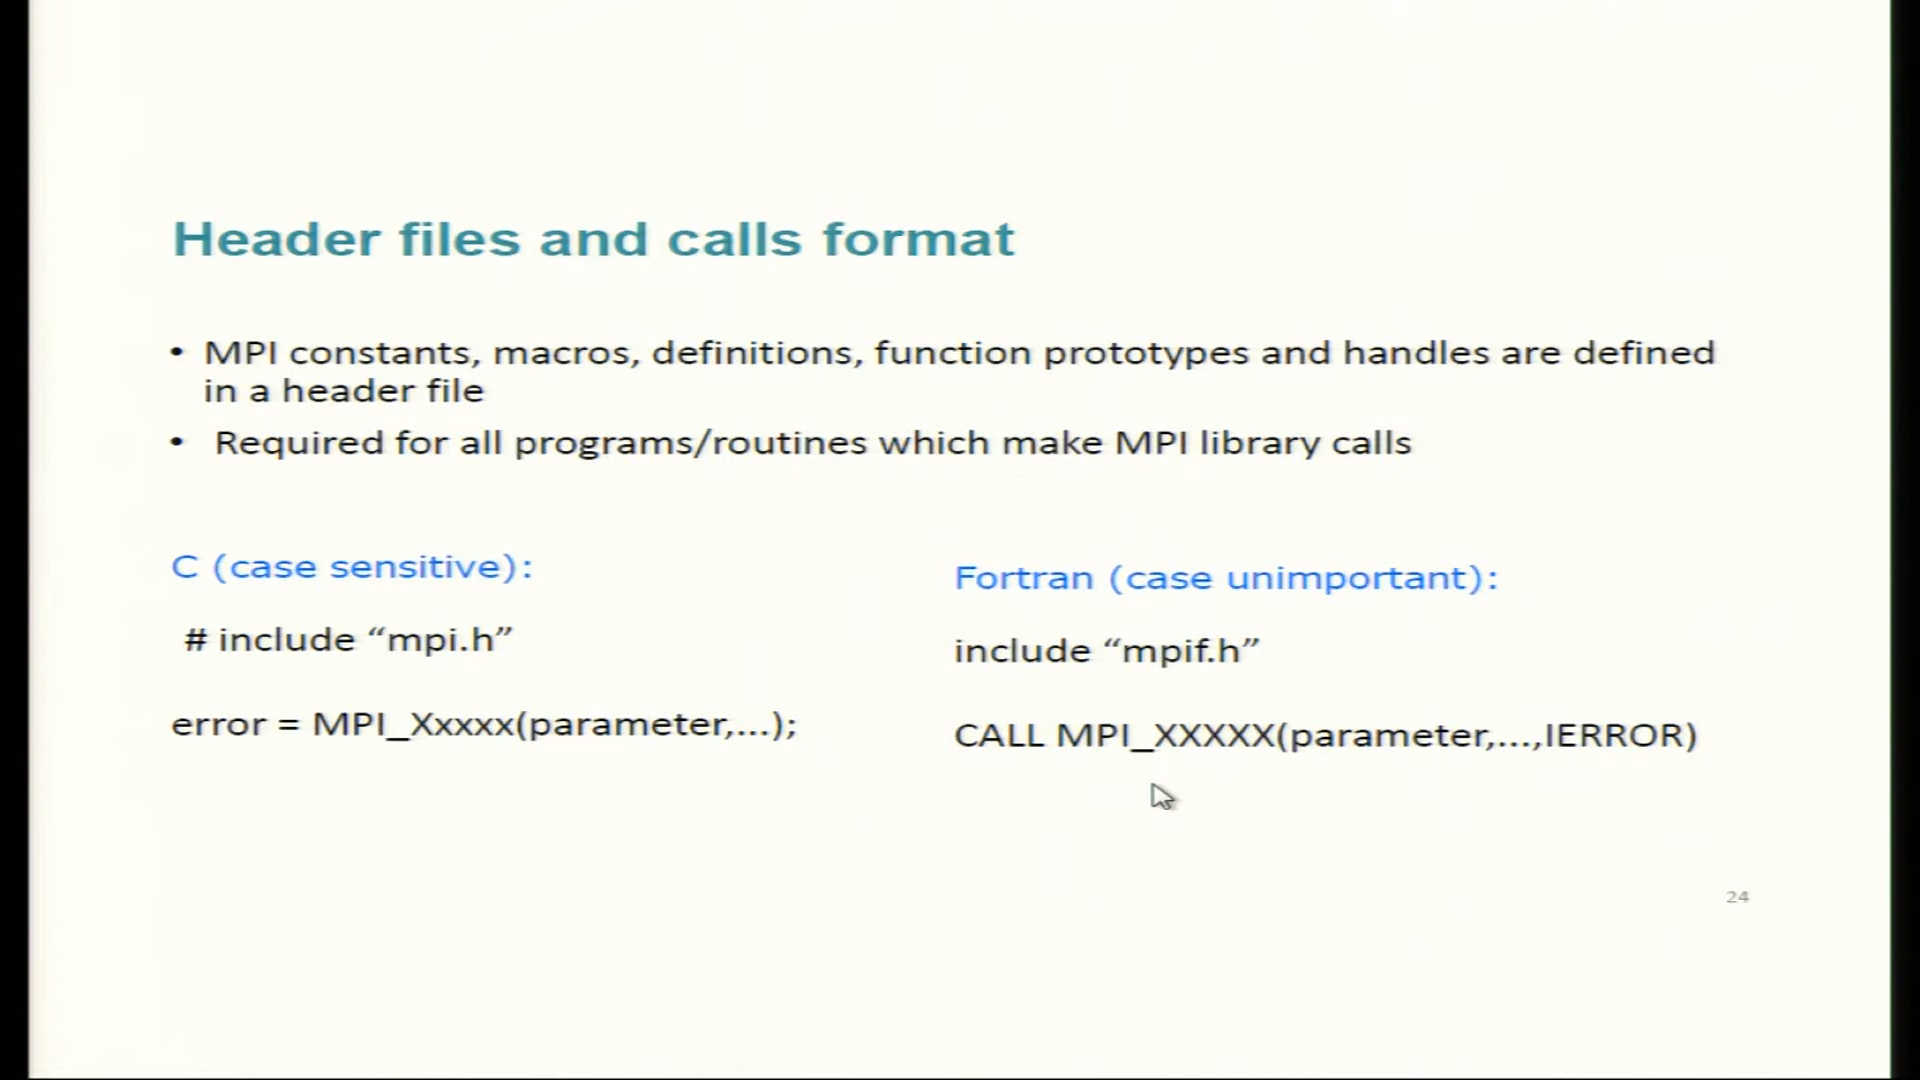 Header files and calls format
• MPI constants, macros, definitions, function prototypes and handles are defined
in a header file
• Required for all programs/routines which make MPI library calls
C (case sensitive):
# include “mpi.h”
error = MPI_Xxxxx(parameter,...);
Fortran (case unimportant):
include “mpif.h”
CALL MPI_XXXXX(parameter,...,IERROR)
24